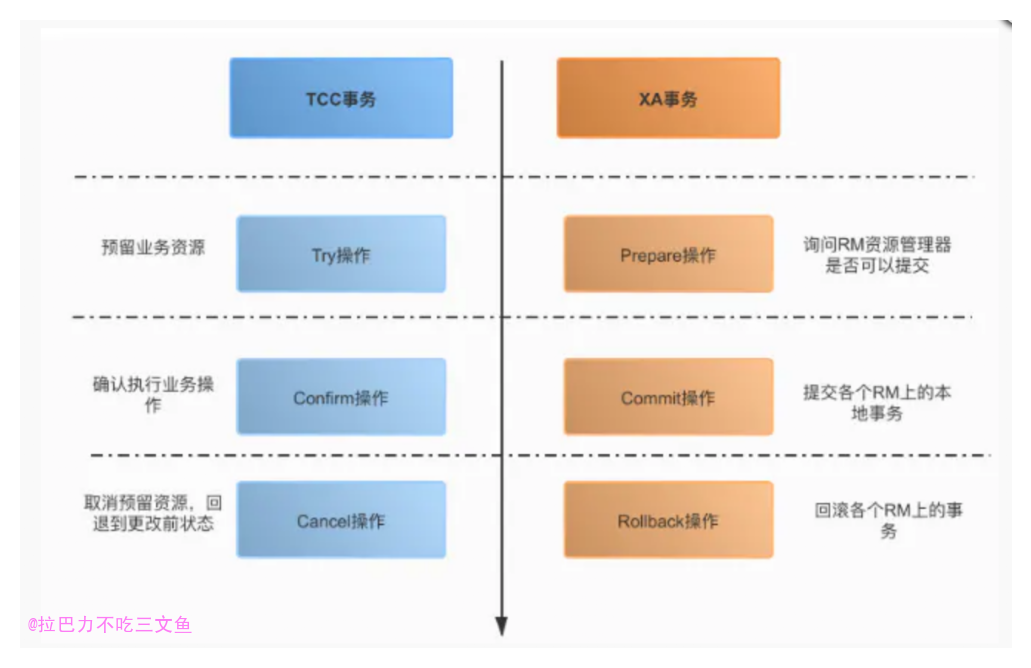 TCC事务
XA事务
预留业务资源
Try操作
Prepare操作
询问RM资源管理器
是否可以提交
确认执行业务操
作
Confirm操作
Commit操作
提交各个RM上的本
地事务
取消预留资源，回
退到更改前状态
Cancel操作
Rollback操作
回滚各个RM上的事
务
@拉巴力不吃三文鱼